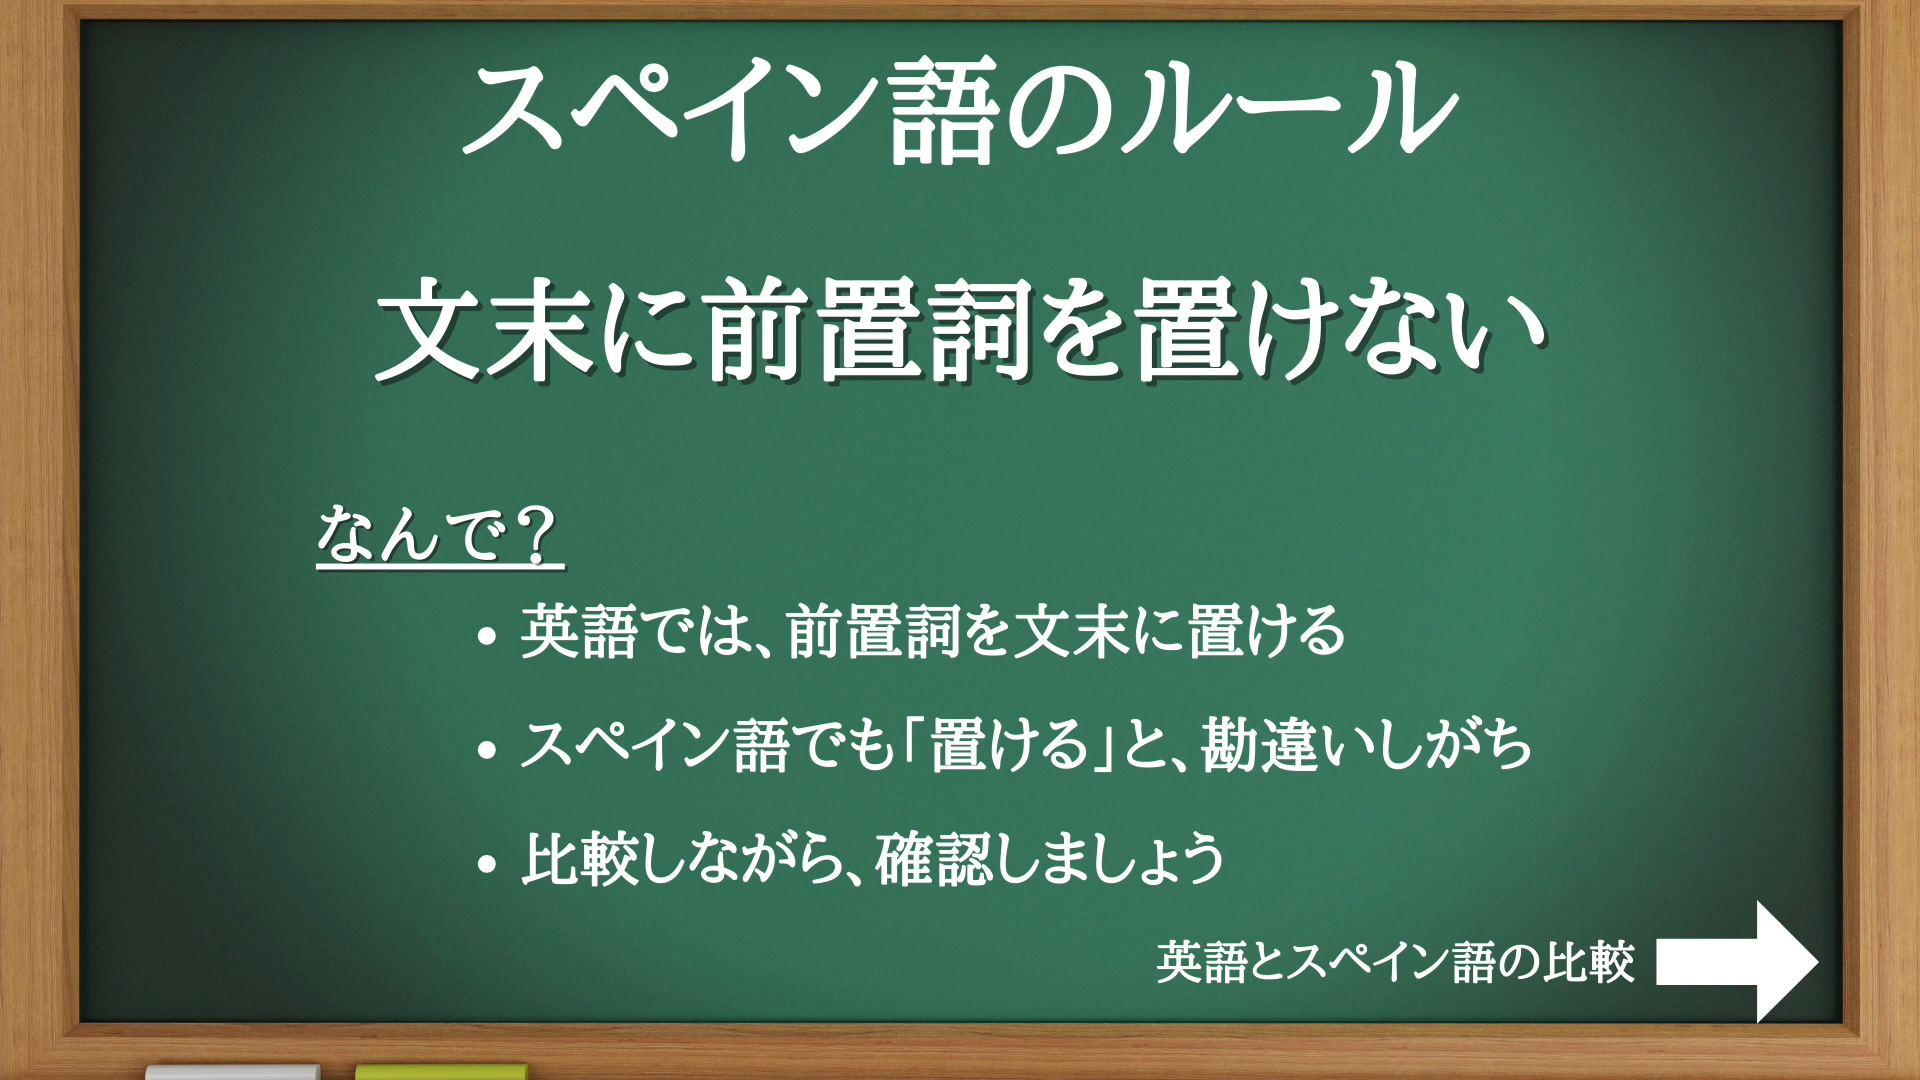 スペイン語のルール
文末に前置詞を置けない
なんで？
• 英語では、前置詞を文末に置ける
• スペイン語でも「置ける」と、勘違いしがち
• 比較しながら、確認しましょう
英語とスペイン語の比較